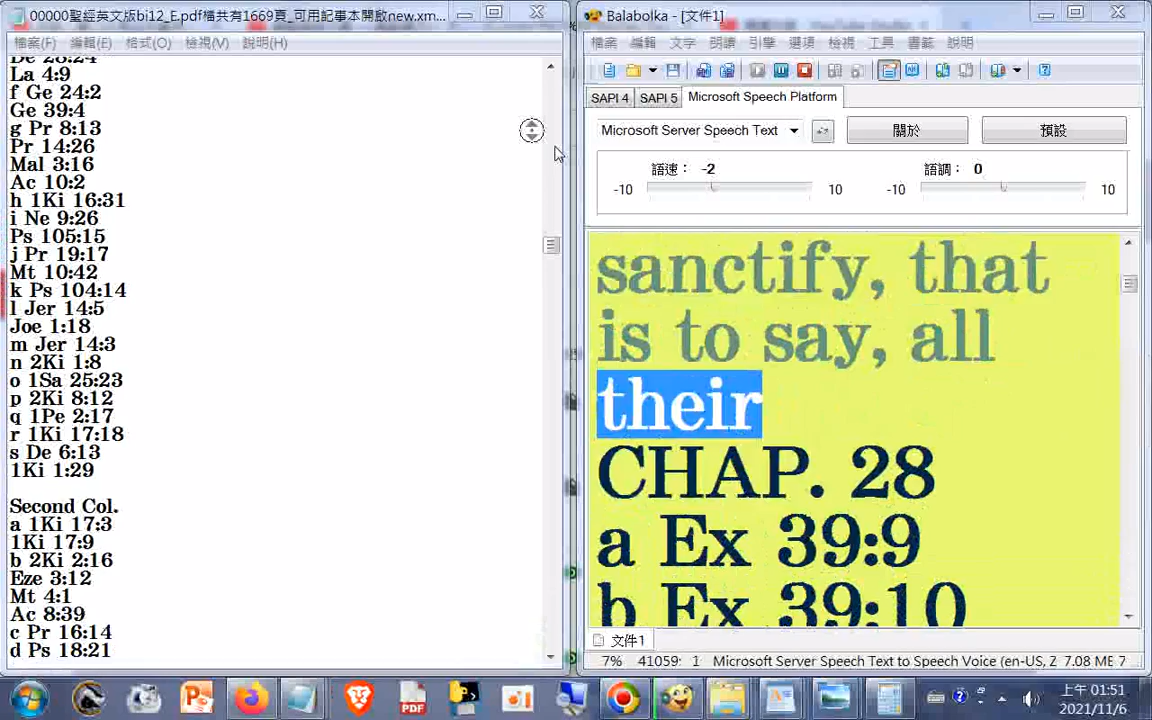 00000聖經英文版bi12_E.pdf檔共有1669頁_可用記事本開啟new.xm...
檔案(F) 編輯(E) 格式(O) 檢視(V) 說明(H)
De 28:24
La 4:9
f Ge 24:2
Ge 39:4
g Pr 8:13
Pr 14:26
Mal 3:16
Ac 10:2
h 1Ki 16:31
i Ne 9:26
Ps 105:15
j Pr 19:17
Mt 10:42
k Ps 104:14
l Jer 14:5
Joe 1:18
m Jer 14:3
n 2Ki 1:8
o 1Sa 25:23
p 2Ki 8:12
q 1Pe 2:17
r 1Ki 17:18
s De 6:13
1Ki 1:29
Second Col.
a 1Ki 17:3
1Ki 17:9
b 2Ki 2:16
Eze 3:12
Mt 4:1
Ac 8:39
c Pr 16:14
d Ps 18:21
Balabolka - [文件1]
檔案 編輯 文字 朗讀 引擎 選項 檢視 工具 書籤 說明
SAPI 4 SAPI 5 Microsoft Speech Platform
Microsoft Server Speech Text 關於 預設
語速： -2 語調： 0
-10 10 -10 10
sanctify, that
is to say, all
their
CHAP. 28
a Ex 39:9
b Ex 39:10
文件1
7% 41059: 1 Microsoft Server Speech Text to Speech Voice (en-US, Z 7.08 ME 7
PDF
上午 01:51
2021/11/6